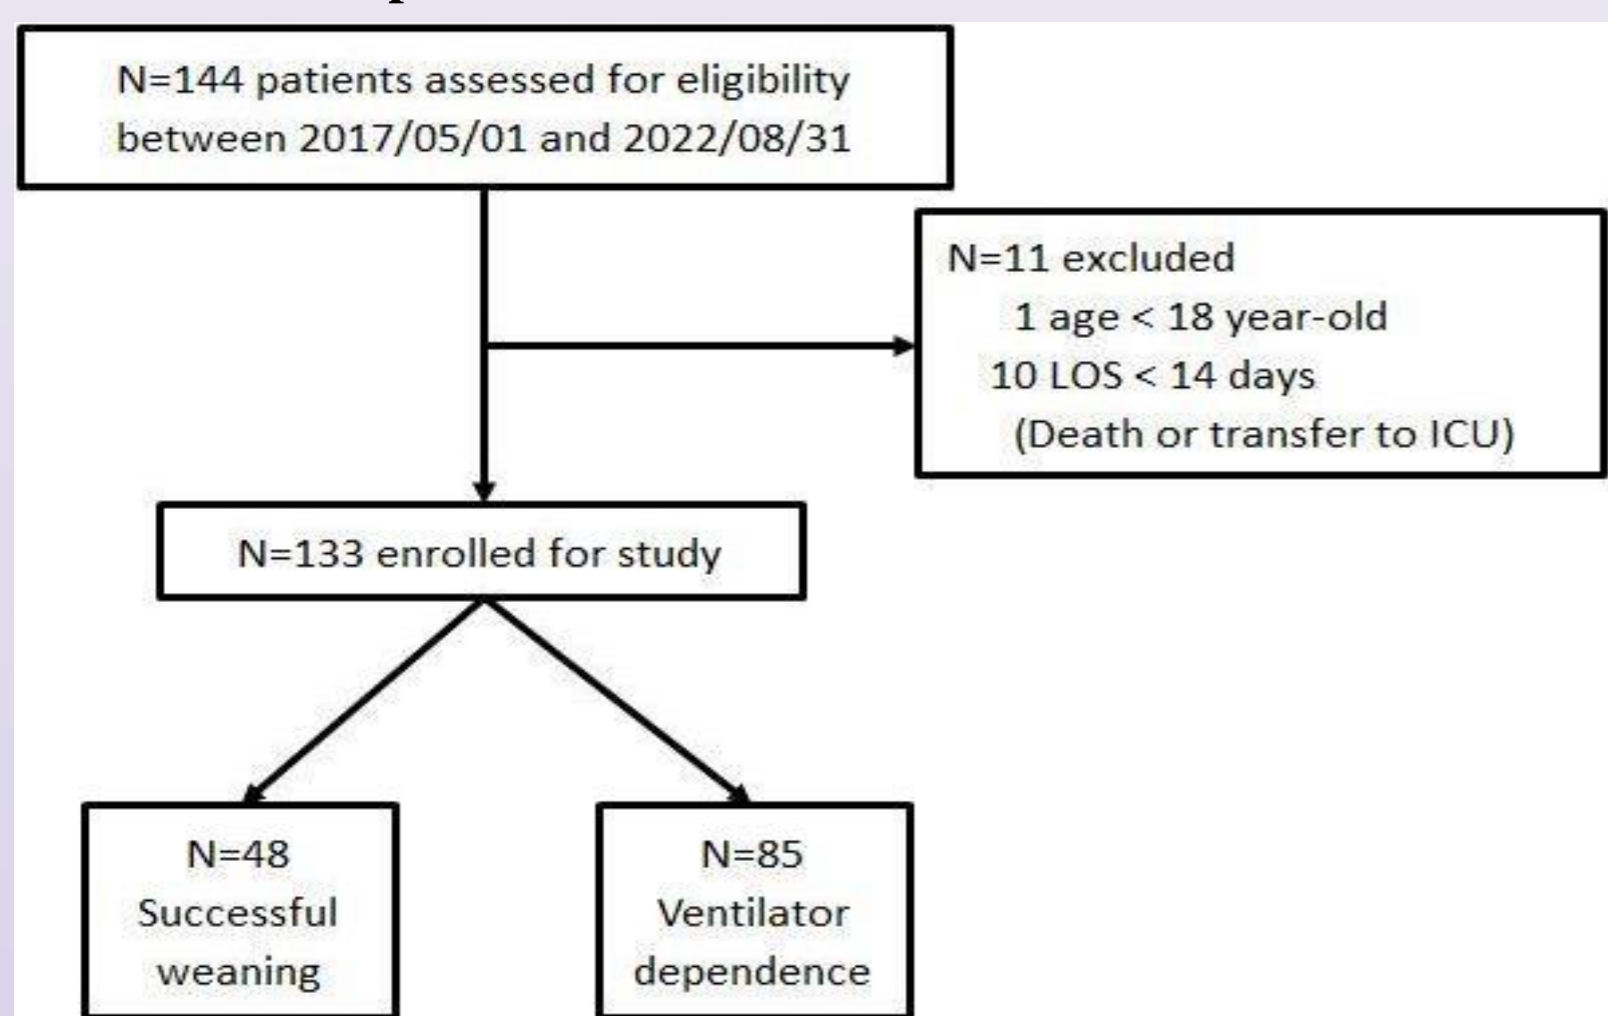 N=144 patients assessed for eligibility
between 2017/05/01 and 2022/08/31
N=11 excluded
1 age < 18 year-old
10 LOS < 14 days
(Death or transfer to ICU)
N=133 enrolled for study
N=48
Successful
weaning
N=85
Ventilator
dependence